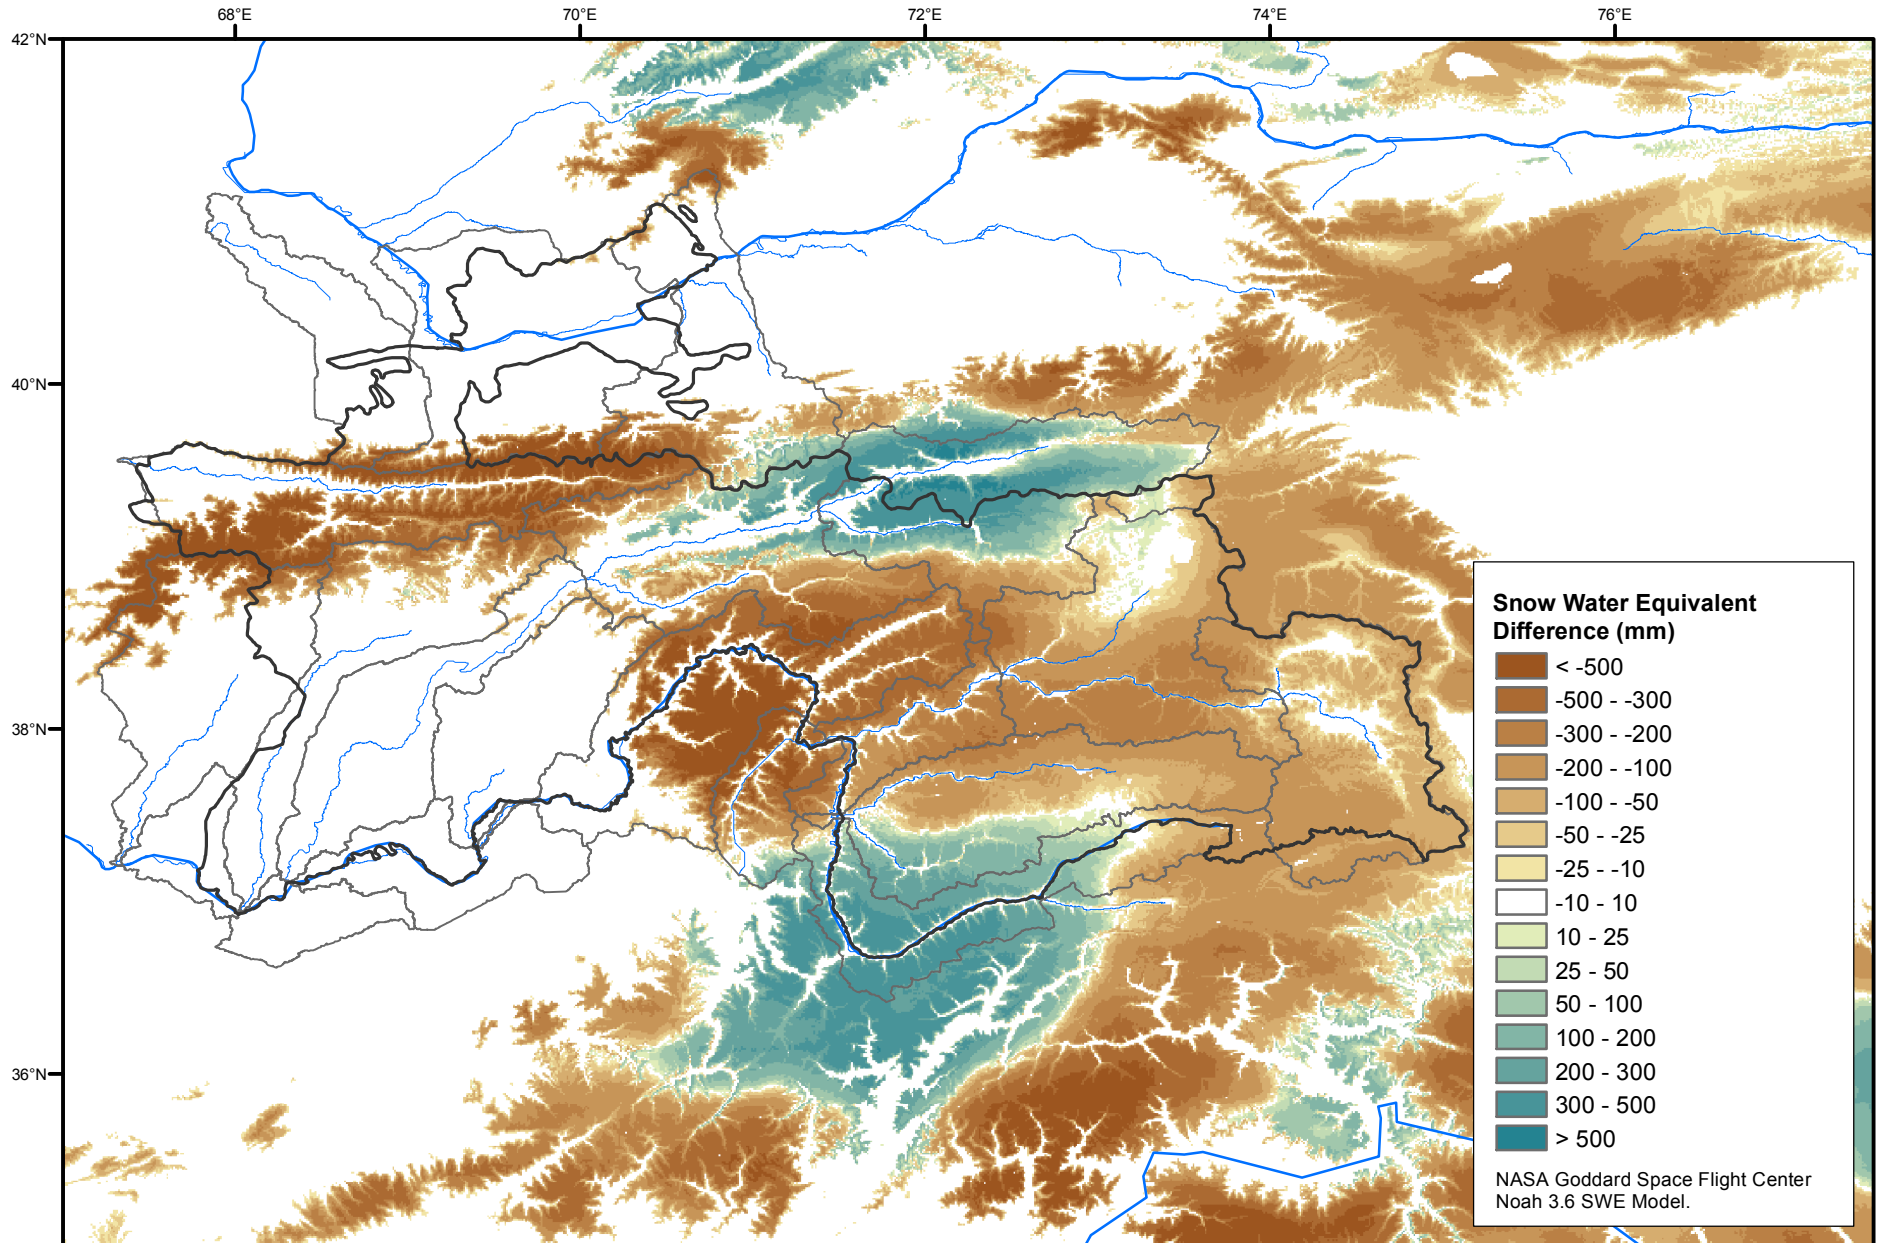 68°E 70°E 72°E 74°E 76°E
42°N
40°N
38°N
36°N
Snow Water Equivalent
Difference (mm)
< -500
-500 - -300
-300 - -200
-200 - -100
-100 - -50
-50 - -25
-25 - -10
-10 - 10
10 - 25
25 - 50
50 - 100
100 - 200
200 - 300
300 - 500
> 500
NASA Goddard Space Flight Center
Noah 3.6 SWE Model.